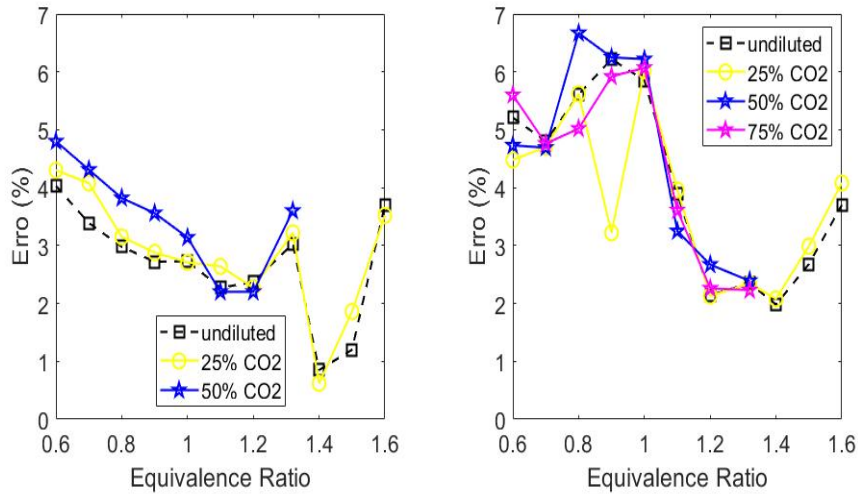 7
6
5
4
3
2
1
0
Erro (%)
0.6 0.8 1 1.2 1.4 1.6
Equivalence Ratio
undiluted
25% CO2
50% CO2
7
6
5
4
3
2
1
0
Erro (%)
0.6 0.8 1 1.2 1.4 1.6
Equivalence Ratio
undiluted
25% CO2
50% CO2
75% CO2